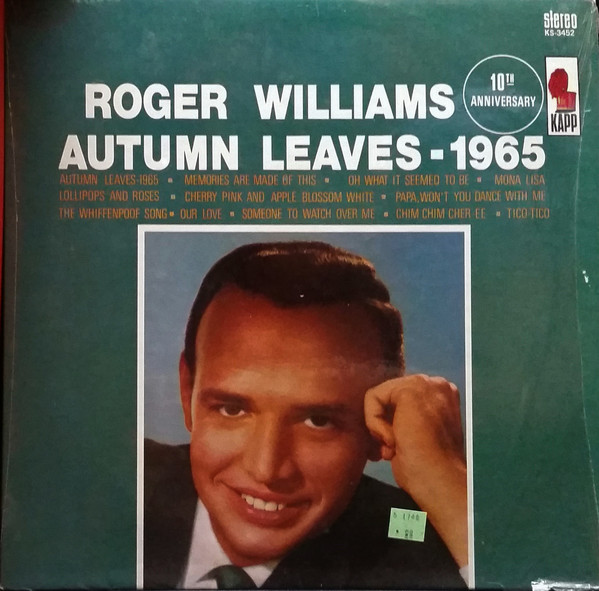 stereo
KS-3452
10TH
ANNIVERSARY
KAPP
ROGER WILLIAMS
AUTUMN LEAVES - 1965
AUTUMN LEAVES-1965 • MEMORIES ARE MADE OF THIS • OH WHAT IT SEEMED TO BE • MONA LISA
LOLLIPOPS AND ROSES • CHERRY PINK AND APPLE BLOSSOM WHITE • PAPA, WON'T YOU DANCE WITH ME
THE WHIFFENPOOF SONG • OUR LOVE • SOMEONE TO WATCH OVER ME • CHIM CHIM CHER-EE • TICO-TICO